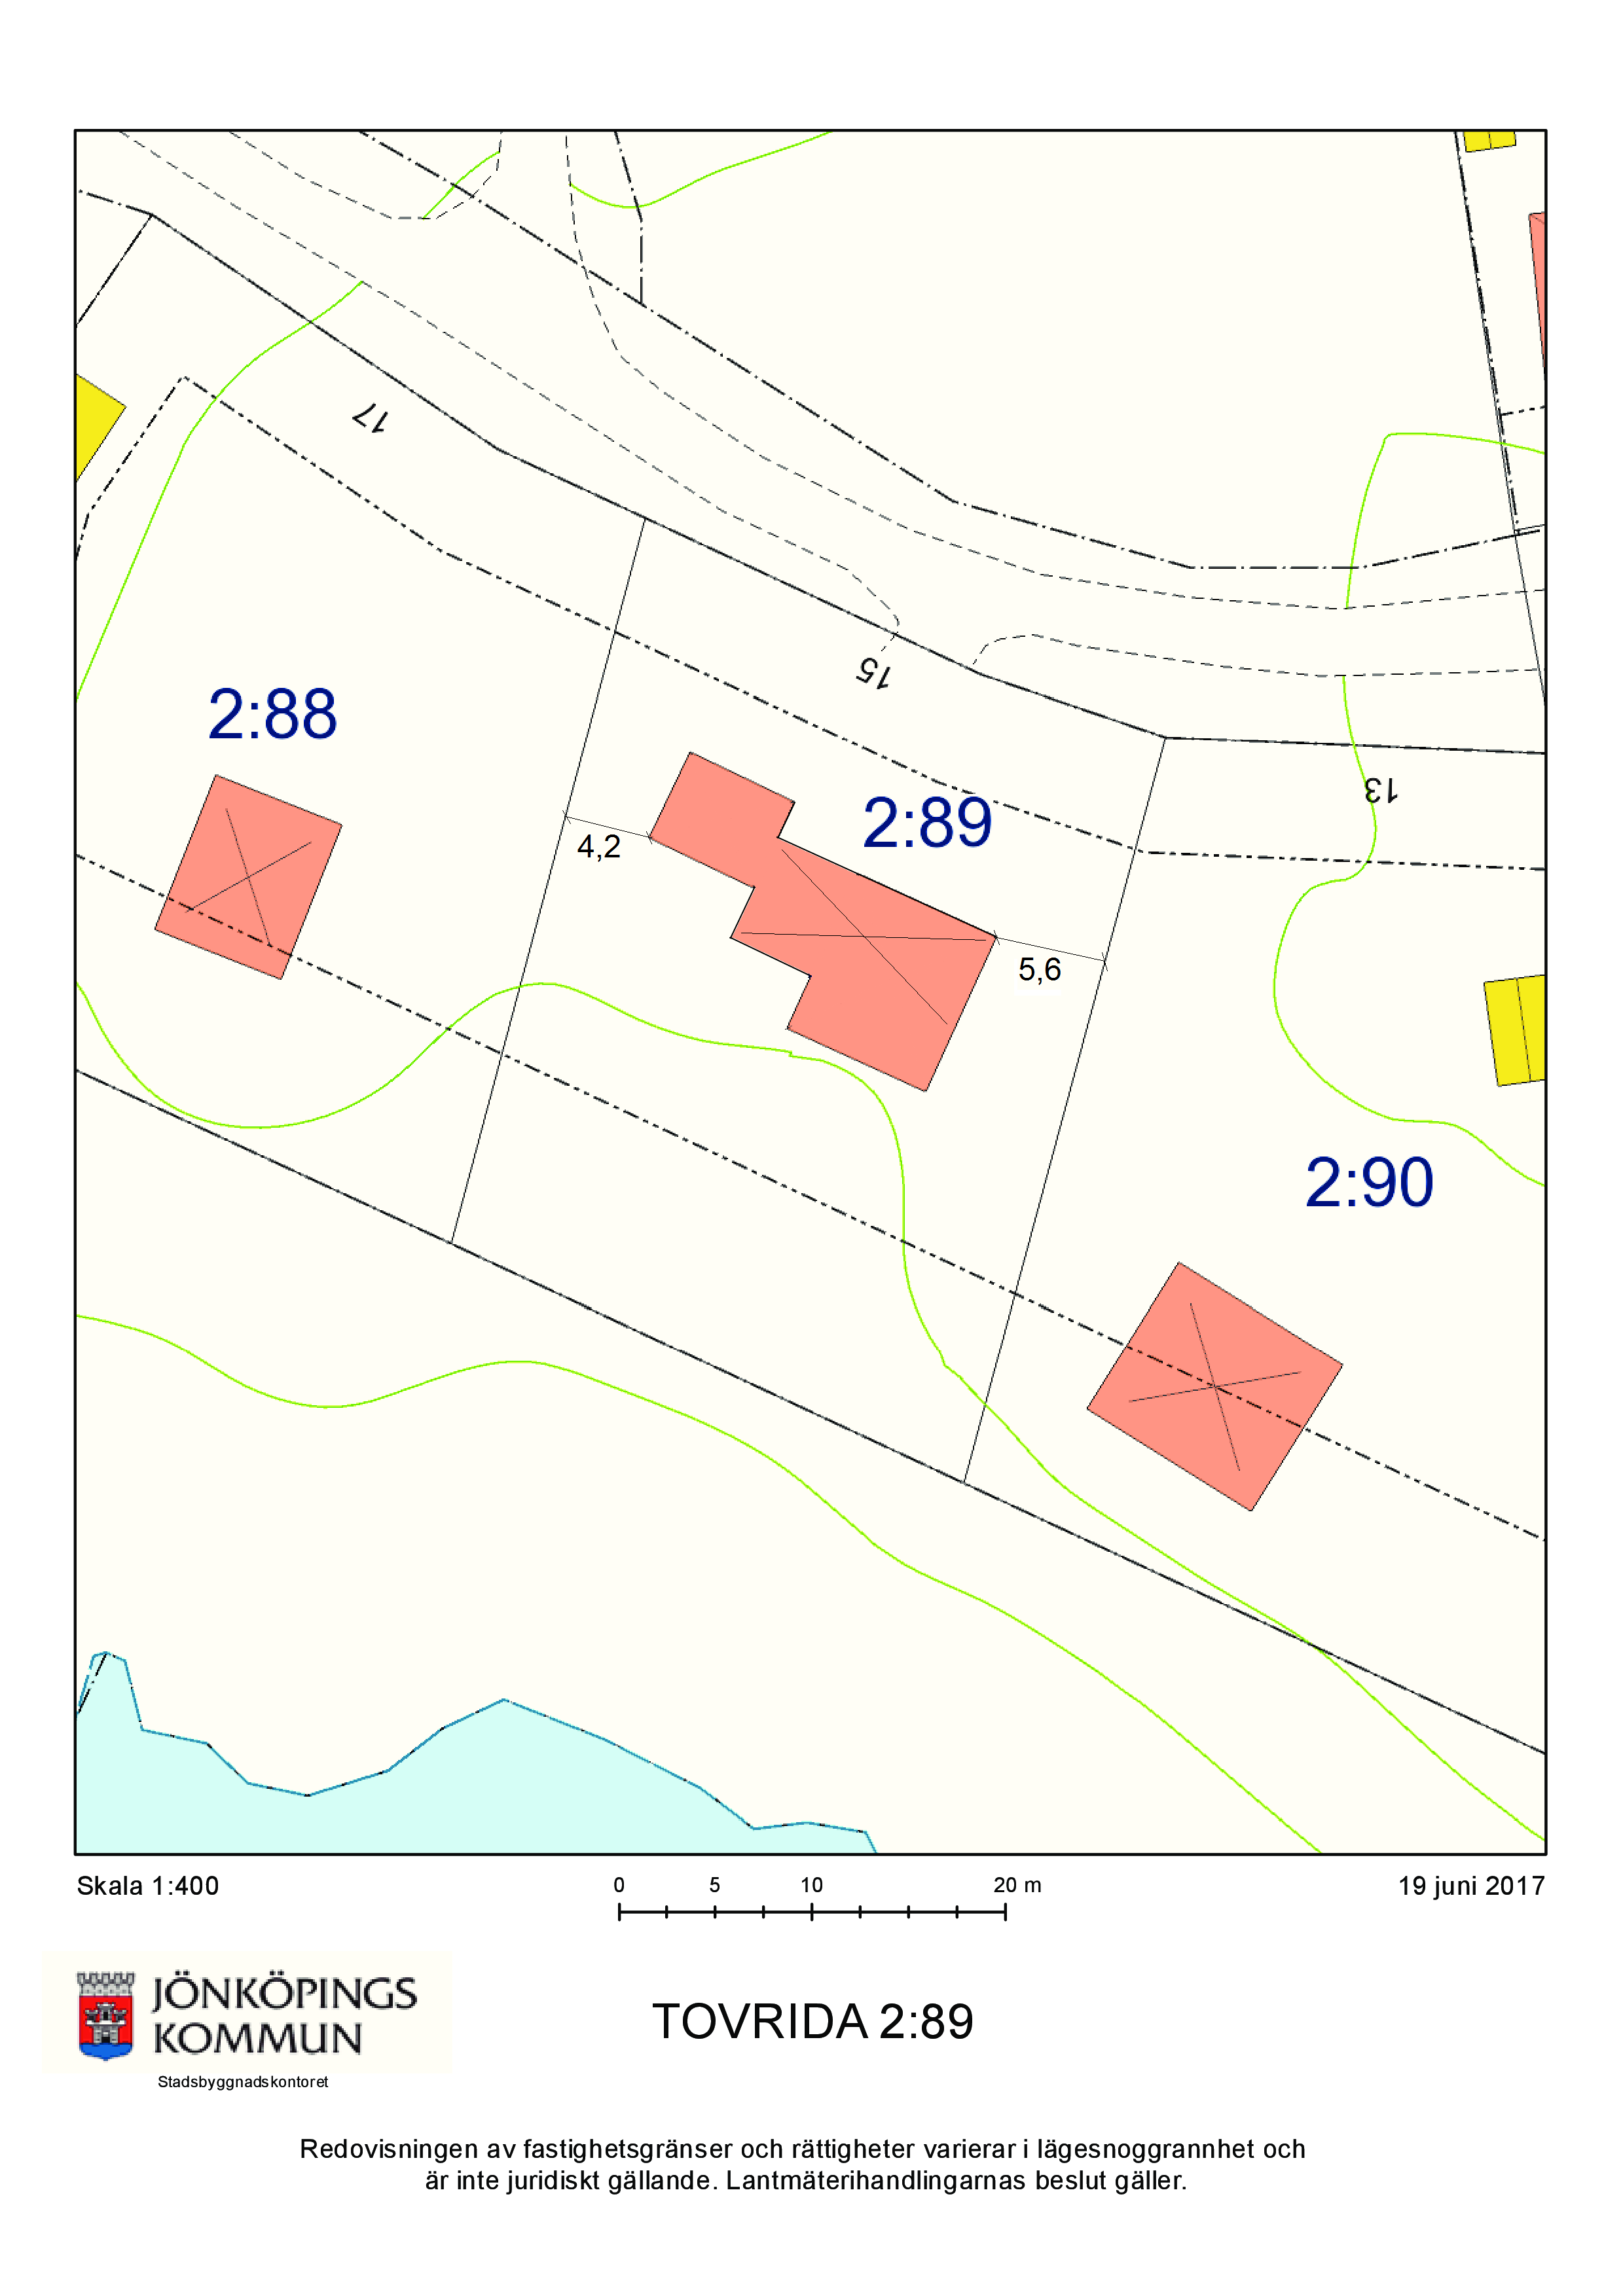 17
15
13
2:88
2:89
4,2
5,6
2:90
Skala 1:400
0 5 10 20 m
19 juni 2017
JÖNKÖPINGS
KOMMUN
Stadsbyggnadskontoret
TOVRIDA 2:89
Redovisningen av fastighetsgränser och rättigheter varierar i lägesnoggrannhet och
är inte juridiskt gällande. Lantmäterihandlingarnas beslut gäller.